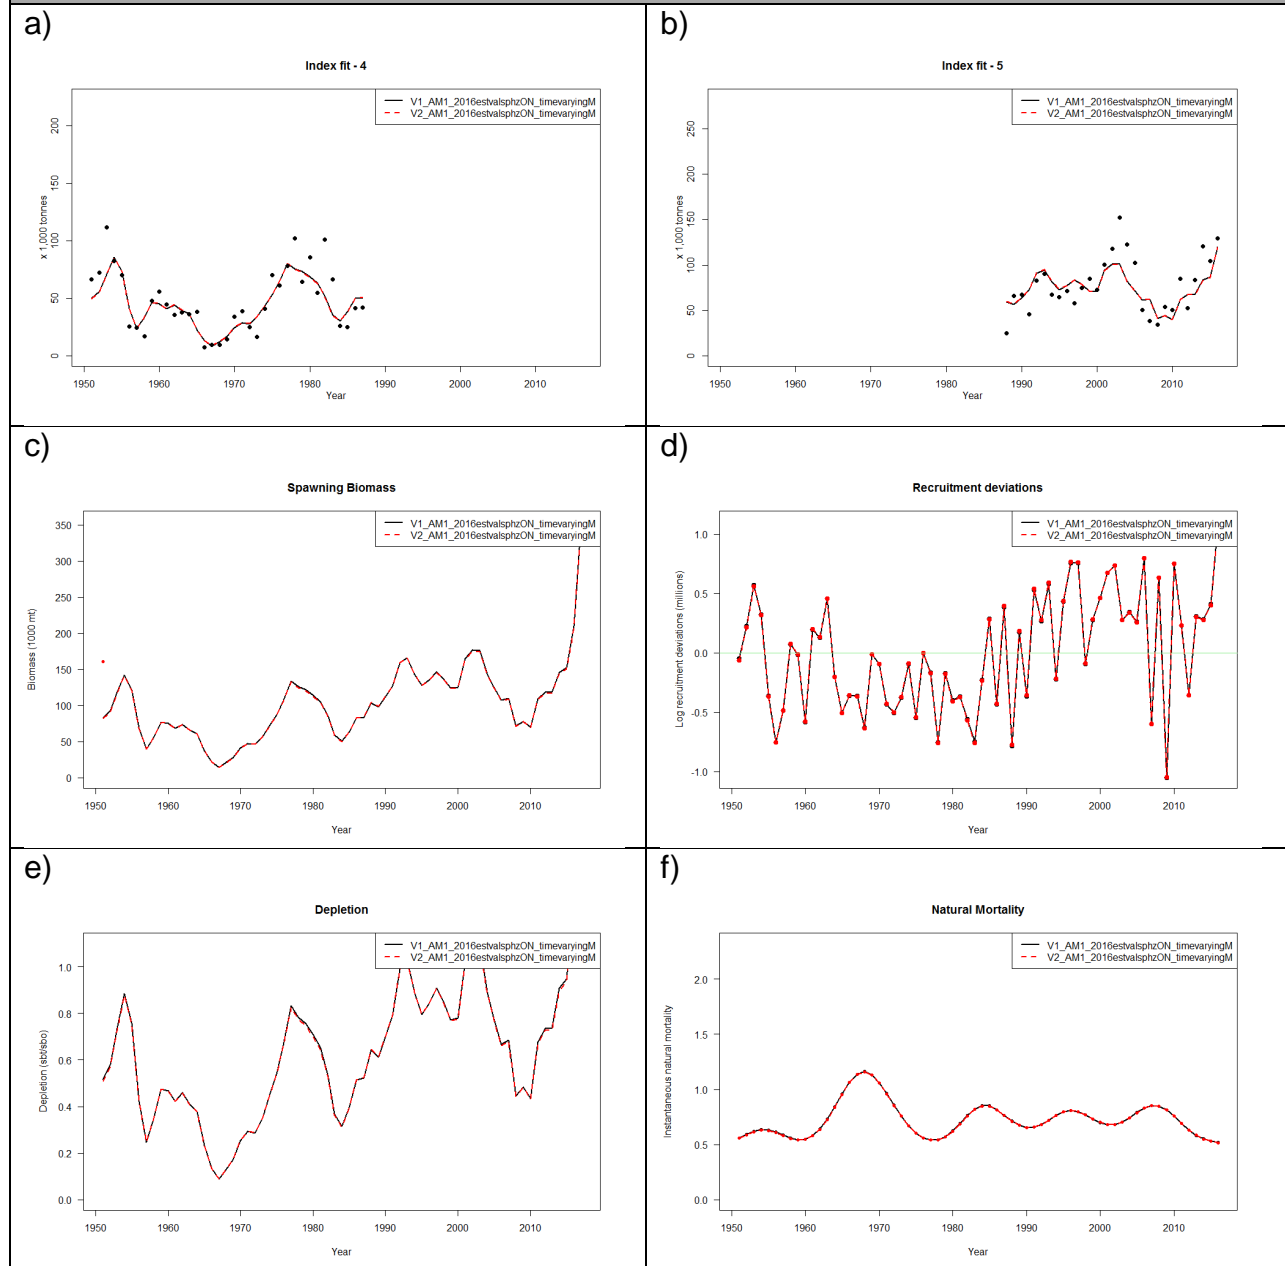 a)
Index fit - 4
V1_AM1_2016estvalsphzON_timevaryingM
V2_AM1_2016estvalsphzON_timevaryingM
x 1,000 tonnes
0
50
100
150
200
1950 1960 1970 1980 1990 2000 2010
Year
b)
Index fit - 5
V1_AM1_2016estvalsphzON_timevaryingM
V2_AM1_2016estvalsphzON_timevaryingM
x 1,000 tonnes
0
50
100
150
200
250
1950 1960 1970 1980 1990 2000 2010
Year
c)
Spawning Biomass
V1_AM1_2016estvalsphzON_timevaryingM
V2_AM1_2016estvalsphzON_timevaryingM
Biomass (1000 mt)
350
300
250
200
150
100
50
0
1950 1960 1970 1980 1990 2000 2010
Year
d)
Recruitment deviations
V1_AM1_2016estvalsphzON_timevaryingM
V2_AM1_2016estvalsphzON_timevaryingM
Log recruitment deviations (millions)
1.0
0.5
0.0
-0.5
-1.0
1950 1960 1970 1980 1990 2000 2010
Year
e)
Depletion
V1_AM1_2016estvalsphzON_timevaryingM
V2_AM1_2016estvalsphzON_timevaryingM
Depletion (sbt/sbo)
1.0
0.8
0.6
0.4
0.2
0.0
1950 1960 1970 1980 1990 2000 2010
Year
f)
Natural Mortality
V1_AM1_2016estvalsphzON_timevaryingM
V2_AM1_2016estvalsphzON_timevaryingM
Instantaneous natural mortality
2.0
1.5
1.0
0.5
0.0
1950 1960 1970 1980 1990 2000 2010
Year